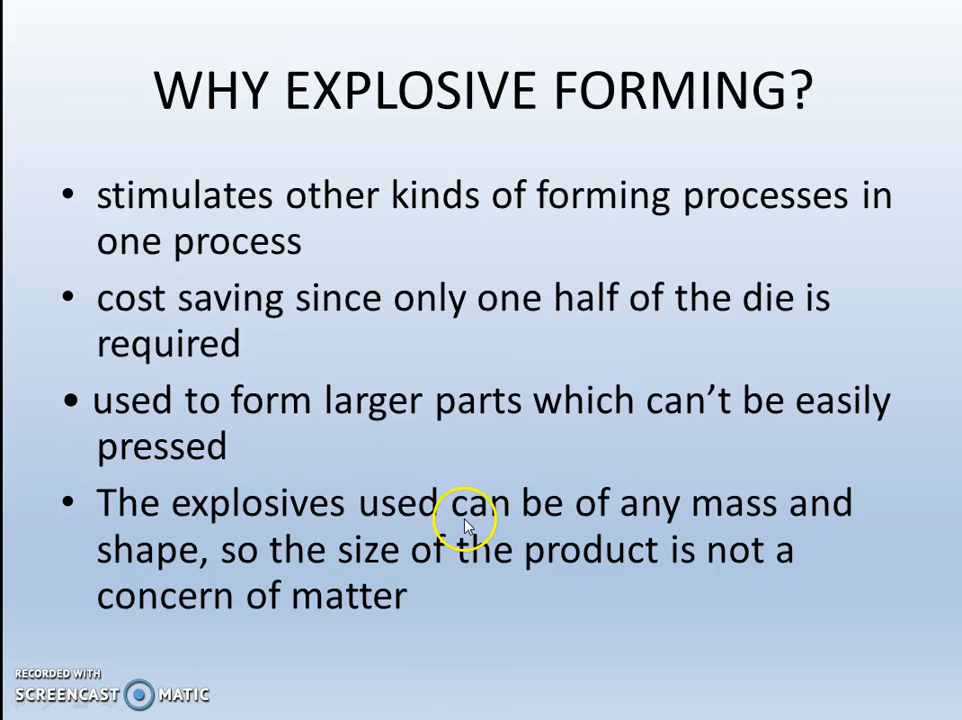 WHY EXPLOSIVE FORMING?
• stimulates other kinds of forming processes in
one process
• cost saving since only one half of the die is
required
• used to form larger parts which can’t be easily
pressed
• The explosives used can be of any mass and
shape, so the size of the product is not a
concern of matter
RECORDED WITH
SCREENCAST MATIC